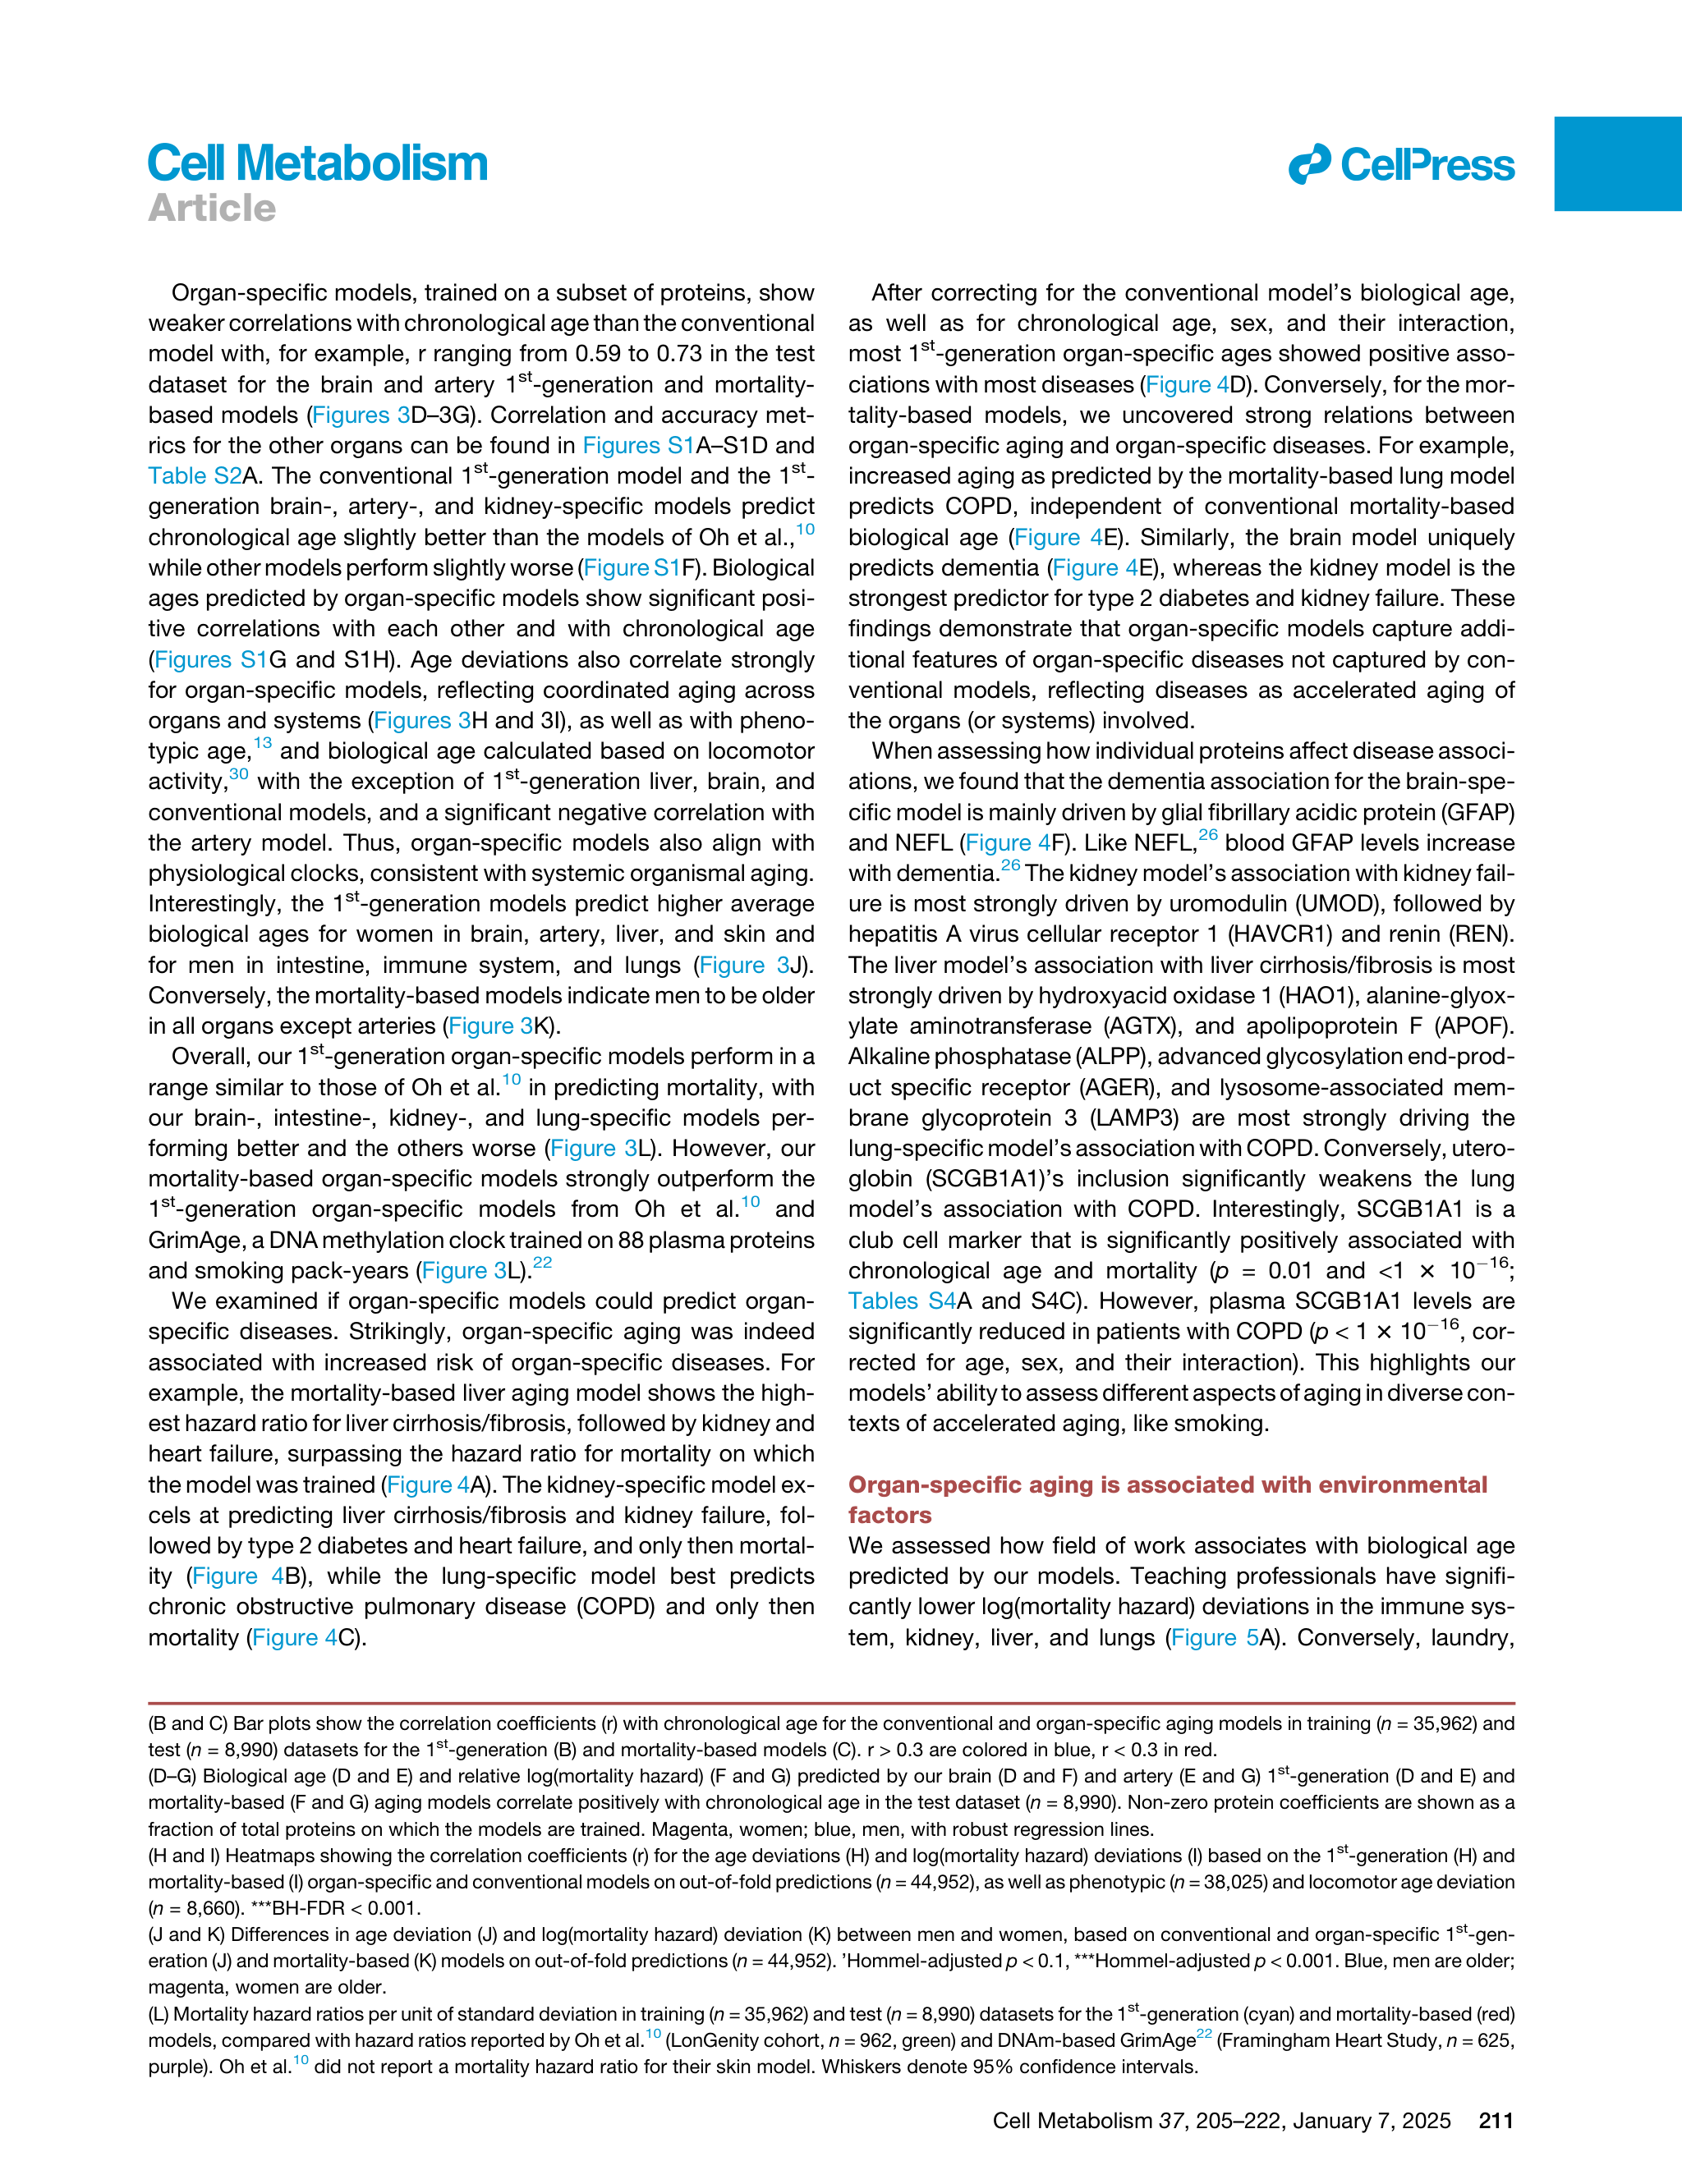 Cell Metabolism
Article
CellPress
Organ-specific models, trained on a subset of proteins, show
weaker correlations with chronological age than the conventional
model with, for example, r ranging from 0.59 to 0.73 in the test
dataset for the brain and artery 1st-generation and mortality-
based models (Figures 3D–3G). Correlation and accuracy met-
rics for the other organs can be found in Figures S1A–S1D and
Table S2A. The conventional 1st-generation model and the 1st-
generation brain-, artery-, and kidney-specific models predict
chronological age slightly better than the models of Oh et al.,10
while other models perform slightly worse (Figure S1F). Biological
ages predicted by organ-specific models show significant posi-
tive correlations with each other and with chronological age
(Figures S1G and S1H). Age deviations also correlate strongly
for organ-specific models, reflecting coordinated aging across
organs and systems (Figures 3H and 3I), as well as with pheno-
typic age,13 and biological age calculated based on locomotor
activity,30 with the exception of 1st-generation liver, brain, and
conventional models, and a significant negative correlation with
the artery model. Thus, organ-specific models also align with
physiological clocks, consistent with systemic organismal aging.
Interestingly, the 1st-generation models predict higher average
biological ages for women in brain, artery, liver, and skin and
for men in intestine, immune system, and lungs (Figure 3J).
Conversely, the mortality-based models indicate men to be older
in all organs except arteries (Figure 3K).
Overall, our 1st-generation organ-specific models perform in a
range similar to those of Oh et al.10 in predicting mortality, with
our brain-, intestine-, kidney-, and lung-specific models per-
forming better and the others worse (Figure 3L). However, our
mortality-based organ-specific models strongly outperform the
1st-generation organ-specific models from Oh et al.10 and
GrimAge, a DNA methylation clock trained on 88 plasma proteins
and smoking pack-years (Figure 3L).22
We examined if organ-specific models could predict organ-
specific diseases. Strikingly, organ-specific aging was indeed
associated with increased risk of organ-specific diseases. For
example, the mortality-based liver aging model shows the high-
est hazard ratio for liver cirrhosis/fibrosis, followed by kidney and
heart failure, surpassing the hazard ratio for mortality on which
the model was trained (Figure 4A). The kidney-specific model ex-
cels at predicting liver cirrhosis/fibrosis and kidney failure, fol-
lowed by type 2 diabetes and heart failure, and only then mortal-
ity (Figure 4B), while the lung-specific model best predicts
chronic obstructive pulmonary disease (COPD) and only then
mortality (Figure 4C).
After correcting for the conventional model's biological age,
as well as for chronological age, sex, and their interaction,
most 1st-generation organ-specific ages showed positive asso-
ciations with most diseases (Figure 4D). Conversely, for the mor-
tality-based models, we uncovered strong relations between
organ-specific aging and organ-specific diseases. For example,
increased aging as predicted by the mortality-based lung model
predicts COPD, independent of conventional mortality-based
biological age (Figure 4E). Similarly, the brain model uniquely
predicts dementia (Figure 4E), whereas the kidney model is the
strongest predictor for type 2 diabetes and kidney failure. These
findings demonstrate that organ-specific models capture addi-
tional features of organ-specific diseases not captured by con-
ventional models, reflecting diseases as accelerated aging of
the organs (or systems) involved.
When assessing how individual proteins affect disease associ-
ations, we found that the dementia association for the brain-spe-
cific model is mainly driven by glial fibrillary acidic protein (GFAP)
and NEFL (Figure 4F). Like NEFL,26 blood GFAP levels increase
with dementia.26 The kidney model's association with kidney fail-
ure is most strongly driven by uromodulin (UMOD), followed by
hepatitis A virus cellular receptor 1 (HAVCR1) and renin (REN).
The liver model's association with liver cirrhosis/fibrosis is most
strongly driven by hydroxyacid oxidase 1 (HAO1), alanine-glyox-
ylate aminotransferase (AGTX), and apolipoprotein F (APOF).
Alkaline phosphatase (ALPP), advanced glycosylation end-prod-
uct specific receptor (AGER), and lysosome-associated mem-
brane glycoprotein 3 (LAMP3) are most strongly driving the
lung-specific model's association with COPD. Conversely, utero-
globin (SCGB1A1)'s inclusion significantly weakens the lung
model's association with COPD. Interestingly, SCGB1A1 is a
club cell marker that is significantly positively associated with
chronological age and mortality (p = 0.01 and <1 × 10−16;
Tables S4A and S4C). However, plasma SCGB1A1 levels are
significantly reduced in patients with COPD (p < 1 × 10−16, cor-
rected for age, sex, and their interaction). This highlights our
models' ability to assess different aspects of aging in diverse con-
texts of accelerated aging, like smoking.
Organ-specific aging is associated with environmental
factors
We assessed how field of work associates with biological age
predicted by our models. Teaching professionals have signifi-
cantly lower log(mortality hazard) deviations in the immune sys-
tem, kidney, liver, and lungs (Figure 5A). Conversely, laundry,
(B and C) Bar plots show the correlation coefficients (r) with chronological age for the conventional and organ-specific aging models in training (n = 35,962) and
test (n = 8,990) datasets for the 1st-generation (B) and mortality-based models (C). r > 0.3 are colored in blue, r < 0.3 in red.
(D–G) Biological age (D and E) and relative log(mortality hazard) (F and G) predicted by our brain (D and F) and artery (E and G) 1st-generation (D and E) and
mortality-based (F and G) aging models correlate positively with chronological age in the test dataset (n = 8,990). Non-zero protein coefficients are shown as a
fraction of total proteins on which the models are trained. Magenta, women; blue, men, with robust regression lines.
(H and I) Heatmaps showing the correlation coefficients (r) for the age deviations (H) and log(mortality hazard) deviations (I) based on the 1st-generation (H) and
mortality-based (I) organ-specific and conventional models on out-of-fold predictions (n = 44,952), as well as phenotypic (n = 38,025) and locomotor age deviation
(n = 8,660). ***BH-FDR < 0.001.
(J and K) Differences in age deviation (J) and log(mortality hazard) deviation (K) between men and women, based on conventional and organ-specific 1st-gen-
eration (J) and mortality-based (K) models on out-of-fold predictions (n = 44,952). 'Hommel-adjusted p < 0.1, ***Hommel-adjusted p < 0.001. Blue, men are older;
magenta, women are older.
(L) Mortality hazard ratios per unit of standard deviation in training (n = 35,962) and test (n = 8,990) datasets for the 1st-generation (cyan) and mortality-based (red)
models, compared with hazard ratios reported by Oh et al.10 (LonGenity cohort, n = 962, green) and DNAm-based GrimAge22 (Framingham Heart Study, n = 625,
purple). Oh et al.10 did not report a mortality hazard ratio for their skin model. Whiskers denote 95% confidence intervals.
Cell Metabolism 37, 205–222, January 7, 2025 211